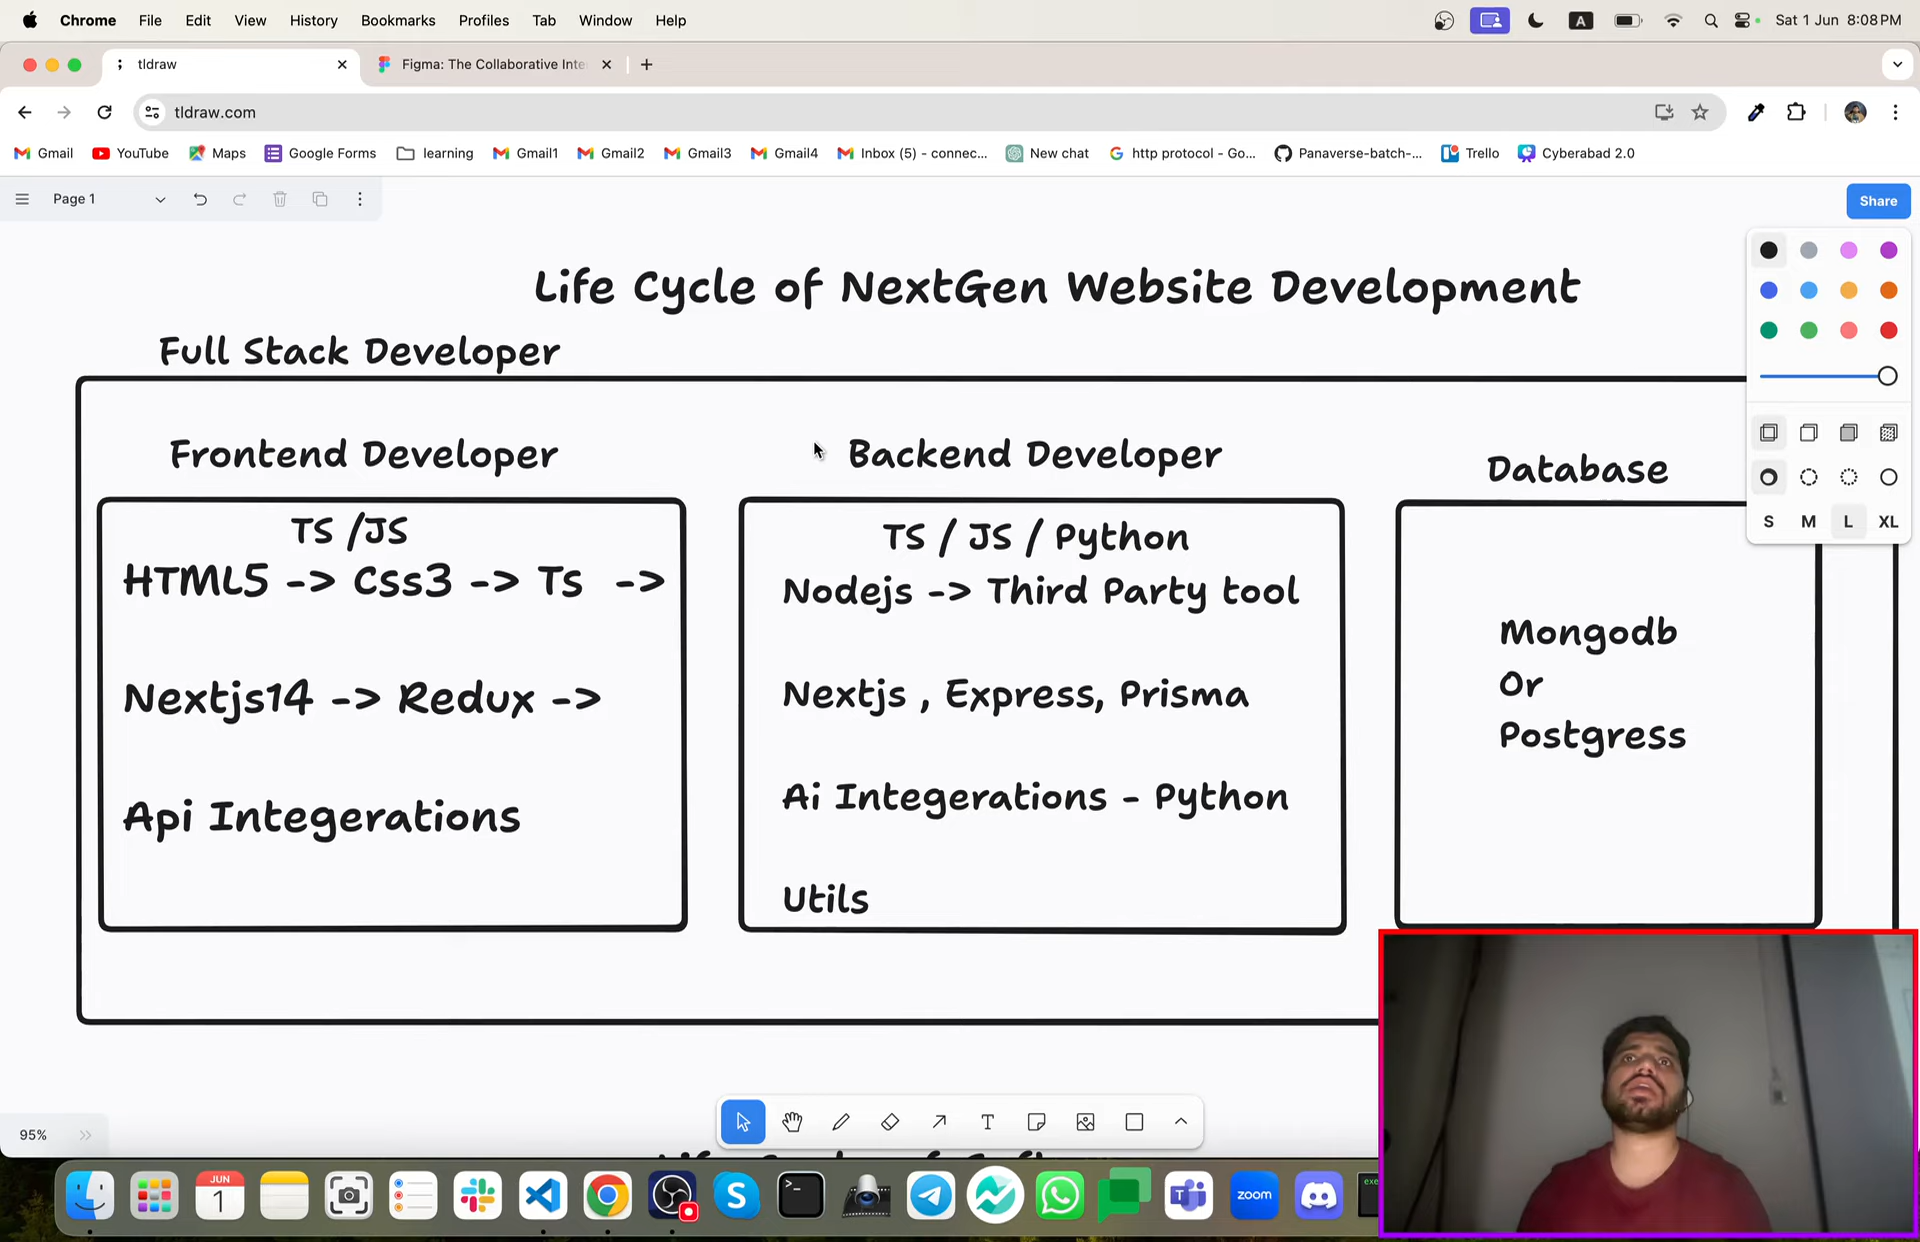 Chrome File Edit View History Bookmarks Profiles Tab Window Help A Sat 1 Jun 8:08 PM
tldraw Figma: The Collaborative Inte
tldraw.com
Gmail YouTube Maps Google Forms learning Gmail1 Gmail2 Gmail3 Gmail4 Inbox (5) - connec... New chat http protocol - Go... Panaverse-batch-... Trello Cyberabad 2.0
Page 1 Share
Life Cycle of NextGen Website Development
Full Stack Developer
Frontend Developer
TS /JS
HTML5 -> Css3 -> Ts ->
Nextjs14 -> Redux ->
Api Integerations
Backend Developer
TS / JS / Python
Nodejs -> Third Party tool
Nextjs , Express, Prisma
Ai Integerations - Python
Utils
Database
Mongodb
Or
Postgress
S M L XL
95%
T
JUN
1
S
zoom
exe